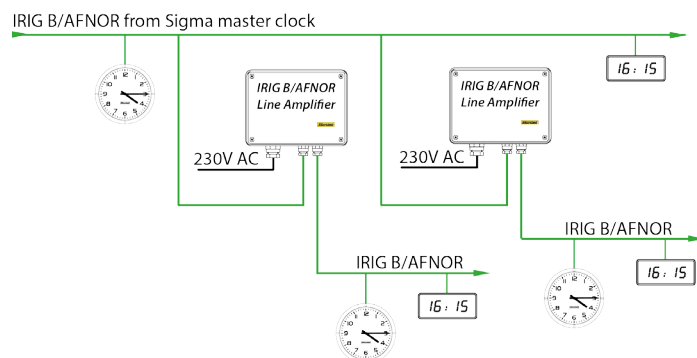 IRIG B/AFNOR from Sigma master clock
16:15
IRIG B/AFNOR
Line Amplifier
IRIG B/AFNOR
Line Amplifier
230V AC
230V AC
IRIG B/AFNOR
IRIG B/AFNOR
16:15
16:15